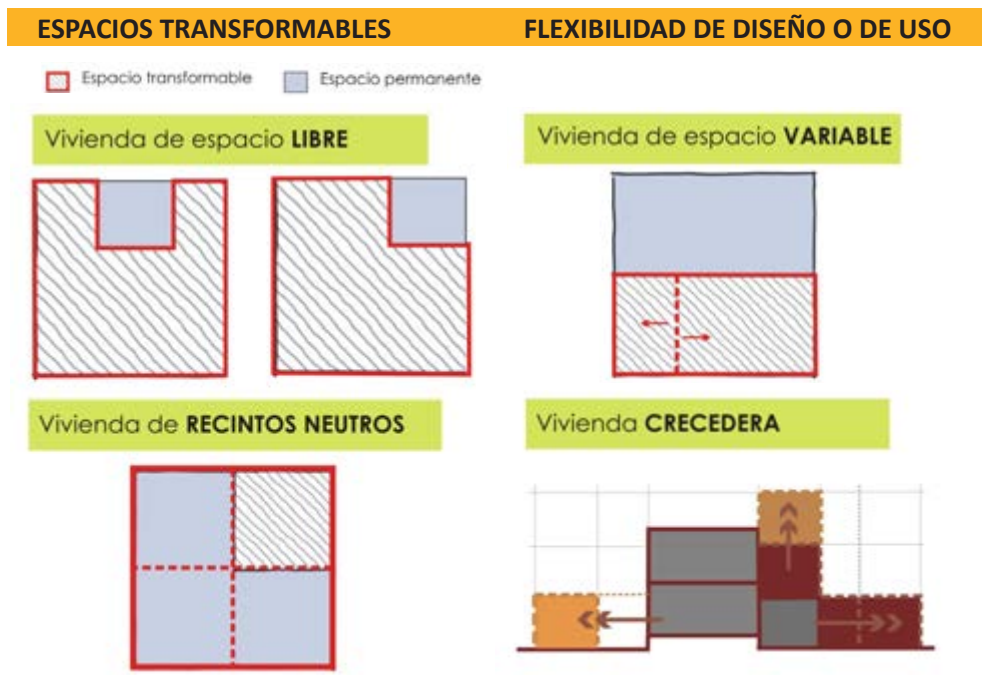 ESPACIOS TRANSFORMABLES
FLEXIBILIDAD DE DISEÑO O DE USO
Espacio transformable
Espacio permanente
Vivienda de espacio LIBRE
Vivienda de espacio VARIABLE
Vivienda de RECINTOS NEUTROS
Vivienda CRECEDERA